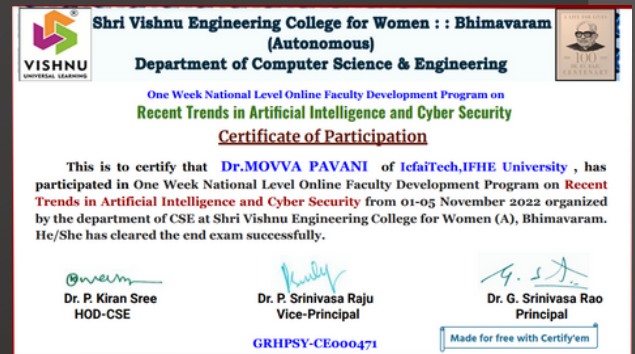 Shri Vishnu Engineering College for Women : : Bhimavaram
(Autonomous)
Department of Computer Science & Engineering
VISHNU
UNIVERSAL LEARNING
A LIFE FOR OTHERS
100
CENTENARY
One Week National Level Online Faculty Development Program on
Recent Trends in Artificial Intelligence and Cyber Security
Certificate of Participation
This is to certify that Dr.MOVVA PAVANI of IcfaiTech,IFHE University , has
participated in One Week National Level Online Faculty Development Program on Recent
Trends in Artificial Intelligence and Cyber Security from 01-05 November 2022 organized
by the department of CSE at Shri Vishnu Engineering College for Women (A), Bhimavaram.
He/She has cleared the end exam successfully.
Dr. P. Kiran Sree
HOD-CSE
Dr. P. Srinivasa Raju
Vice-Principal
Dr. G. Srinivasa Rao
Principal
GRHPSY-CE000471
Made for free with Certify'em